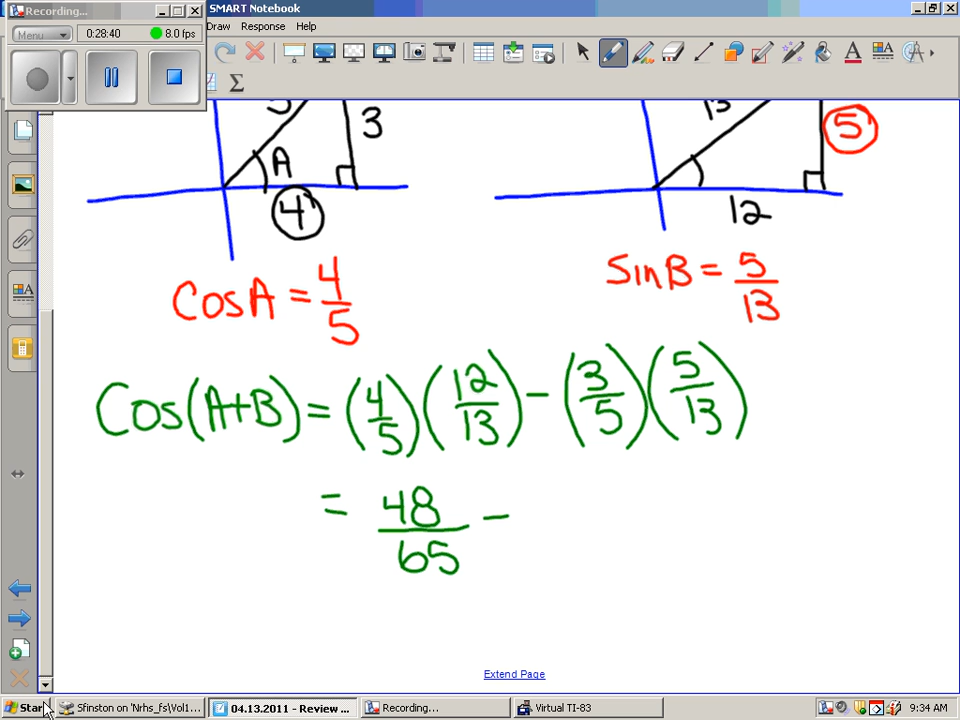 Recording...
SMART Notebook
Menu
0:28:40
8.0 fps
Draw Response Help
Σ
A
3
4
13
5
12
CosA = 4/5
SinB = 5/13
Cos(A+B) = (4/5)(12/13) - (3/5)(5/13)
= 48/65 -
Extend Page
Start
Sfinston on 'Nrhs_fs\Vol1...
04.13.2011 - Review ...
Recording...
Virtual TI-83
9:34 AM